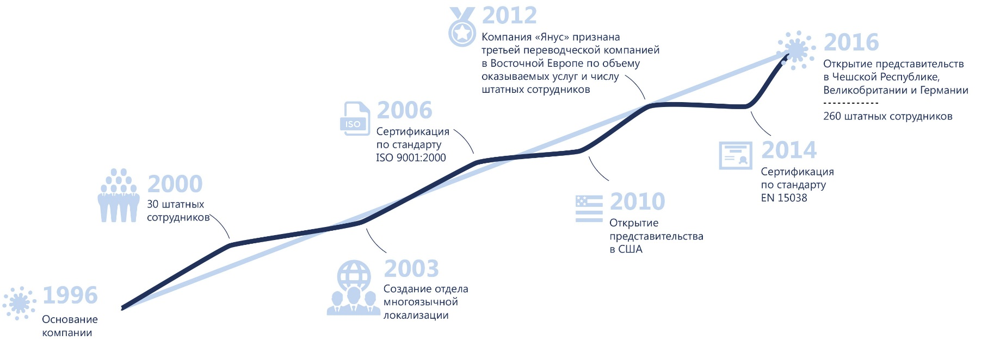 1996
Основание
компании
2000
30 штатных
сотрудников
2003
Создание отдела
многоязычной
локализации
ISO
2006
Сертификация
по стандарту
ISO 9001:2000
2010
Открытие
представительства
в США
2012
Компания «Янус» признана
третьей переводческой компанией
в Восточной Европе по объему
оказываемых услуг и числу
штатных сотрудников
2014
Сертификация
по стандарту
EN 15038
2016
Открытие представительств
в Чешской Республике,
Великобритании и Германии
260 штатных сотрудников